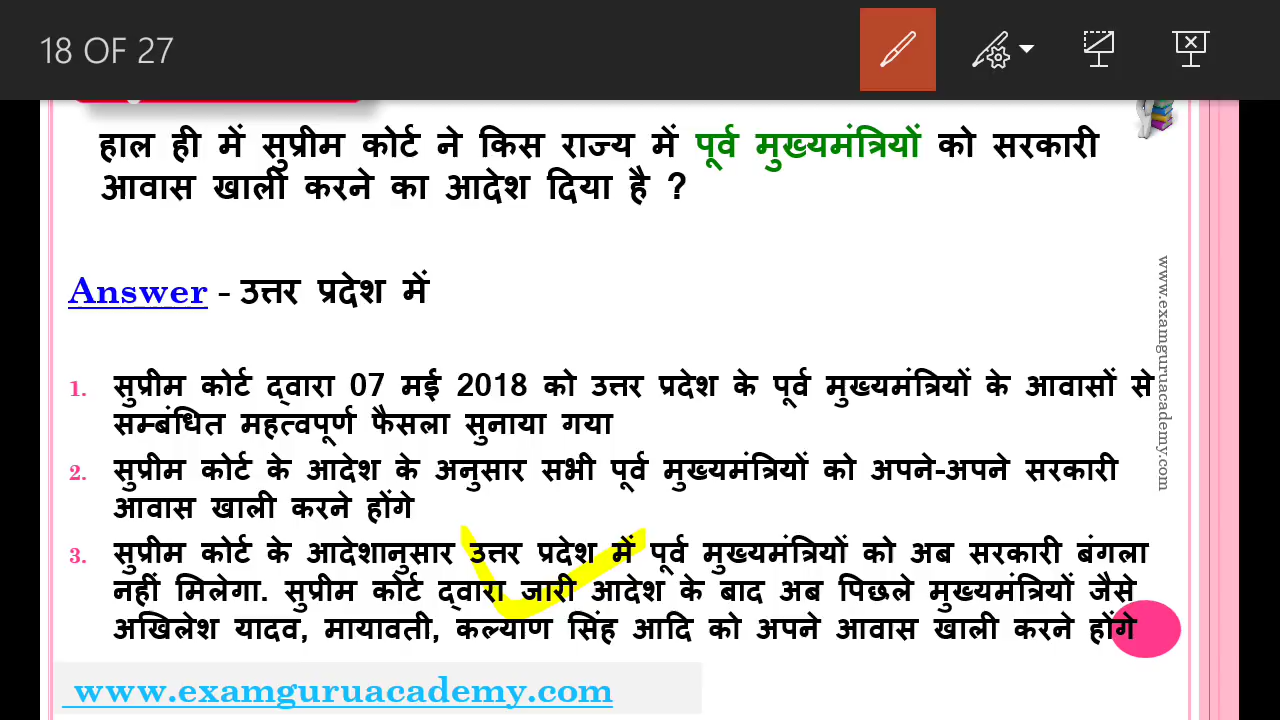 18 OF 27
हाल ही में सुप्रीम कोर्ट ने किस राज्य में पूर्व मुख्यमंत्रियों को सरकारी
आवास खाली करने का आदेश दिया है ?
Answer - उत्तर प्रदेश में
1. सुप्रीम कोर्ट द्वारा 07 मई 2018 को उत्तर प्रदेश के पूर्व मुख्यमंत्रियों के आवासों से
सम्बंधित महत्वपूर्ण फैसला सुनाया गया
2. सुप्रीम कोर्ट के आदेश के अनुसार सभी पूर्व मुख्यमंत्रियों को अपने-अपने सरकारी
आवास खाली करने होंगे
3. सुप्रीम कोर्ट के आदेशानुसार उत्तर प्रदेश में पूर्व मुख्यमंत्रियों को अब सरकारी बंगला
नहीं मिलेगा. सुप्रीम कोर्ट द्वारा जारी आदेश के बाद अब पिछले मुख्यमंत्रियों जैसे
अखिलेश यादव, मायावती, कल्याण सिंह आदि को अपने आवास खाली करने होंगे
www.examguruacademy.com
www.examguruacademy.com